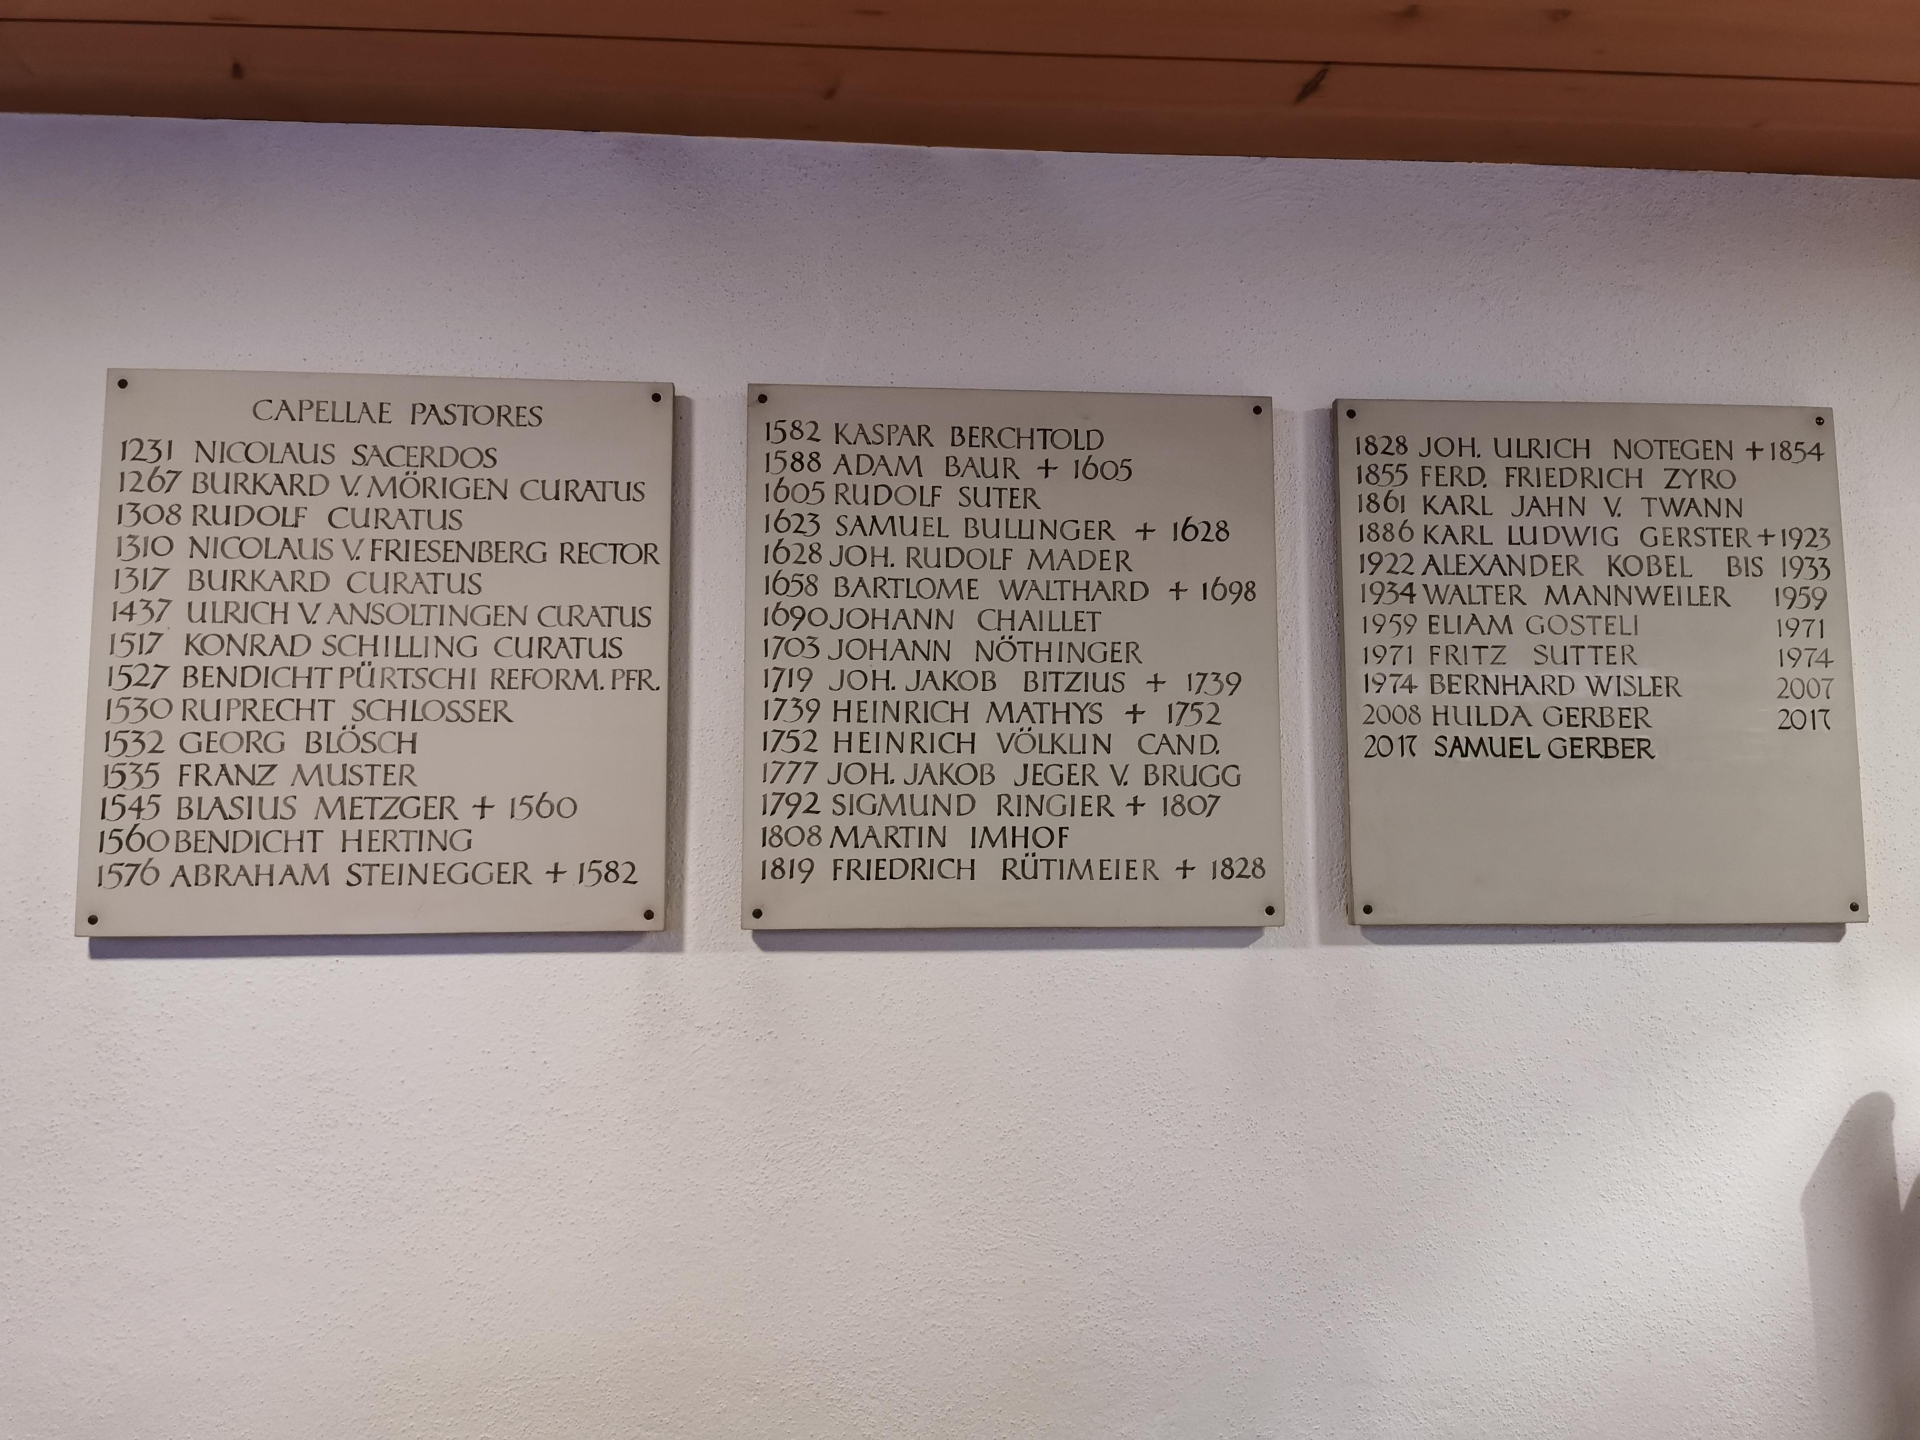 CAPELLAE PASTORES
1231 NICOLAUS SACERDOS
1267 BURKARD V. MÖRIGEN CURATUS
1308 RUDOLF CURATUS
1310 NICOLAUS V. FRIESENBERG RECTOR
1317 BURKARD CURATUS
1437 ULRICH V. ANSOLTINGEN CURATUS
1517 KONRAD SCHILLING CURATUS
1527 BENDICHT PÜRTSCHI REFORM. PFR.
1530 RUPRECHT SCHLOSSER
1532 GEORG BLÖSCH
1535 FRANZ MUSTER
1545 BLASIUS METZGER + 1560
1560 BENDICHT HERTING
1576 ABRAHAM STEINEGGER + 1582
1582 KASPAR BERCHTOLD
1588 ADAM BAUR + 1605
1605 RUDOLF SUTER
1623 SAMUEL BULLINGER + 1628
1628 JOH. RUDOLF MADER
1658 BARTLOME WALTHARD + 1698
1690 JOHANN CHAILLET
1703 JOHANN NÖTHINGER
1719 JOH. JAKOB BITZIUS + 1739
1739 HEINRICH MATHYS + 1752
1752 HEINRICH VÖLKLIN CAND.
1777 JOH. JAKOB JEGER V. BRUGG
1792 SIGMUND RINGIER + 1807
1808 MARTIN IMHOF
1819 FRIEDRICH RÜTIMEIER + 1828
1828 JOH. ULRICH NOTEGEN + 1854
1855 FERD. FRIEDRICH ZYRO
1861 KARL JAHN V. TWANN
1886 KARL LUDWIG GERSTER + 1923
1922 ALEXANDER KOBEL BIS 1933
1934 WALTER MANNWEILER 1959
1959 ELIAM GOSTELI 1971
1971 FRITZ SUTTER 1974
1974 BERNHARD WISLER 2007
2008 HULDA GERBER 2017
2017 SAMUEL GERBER